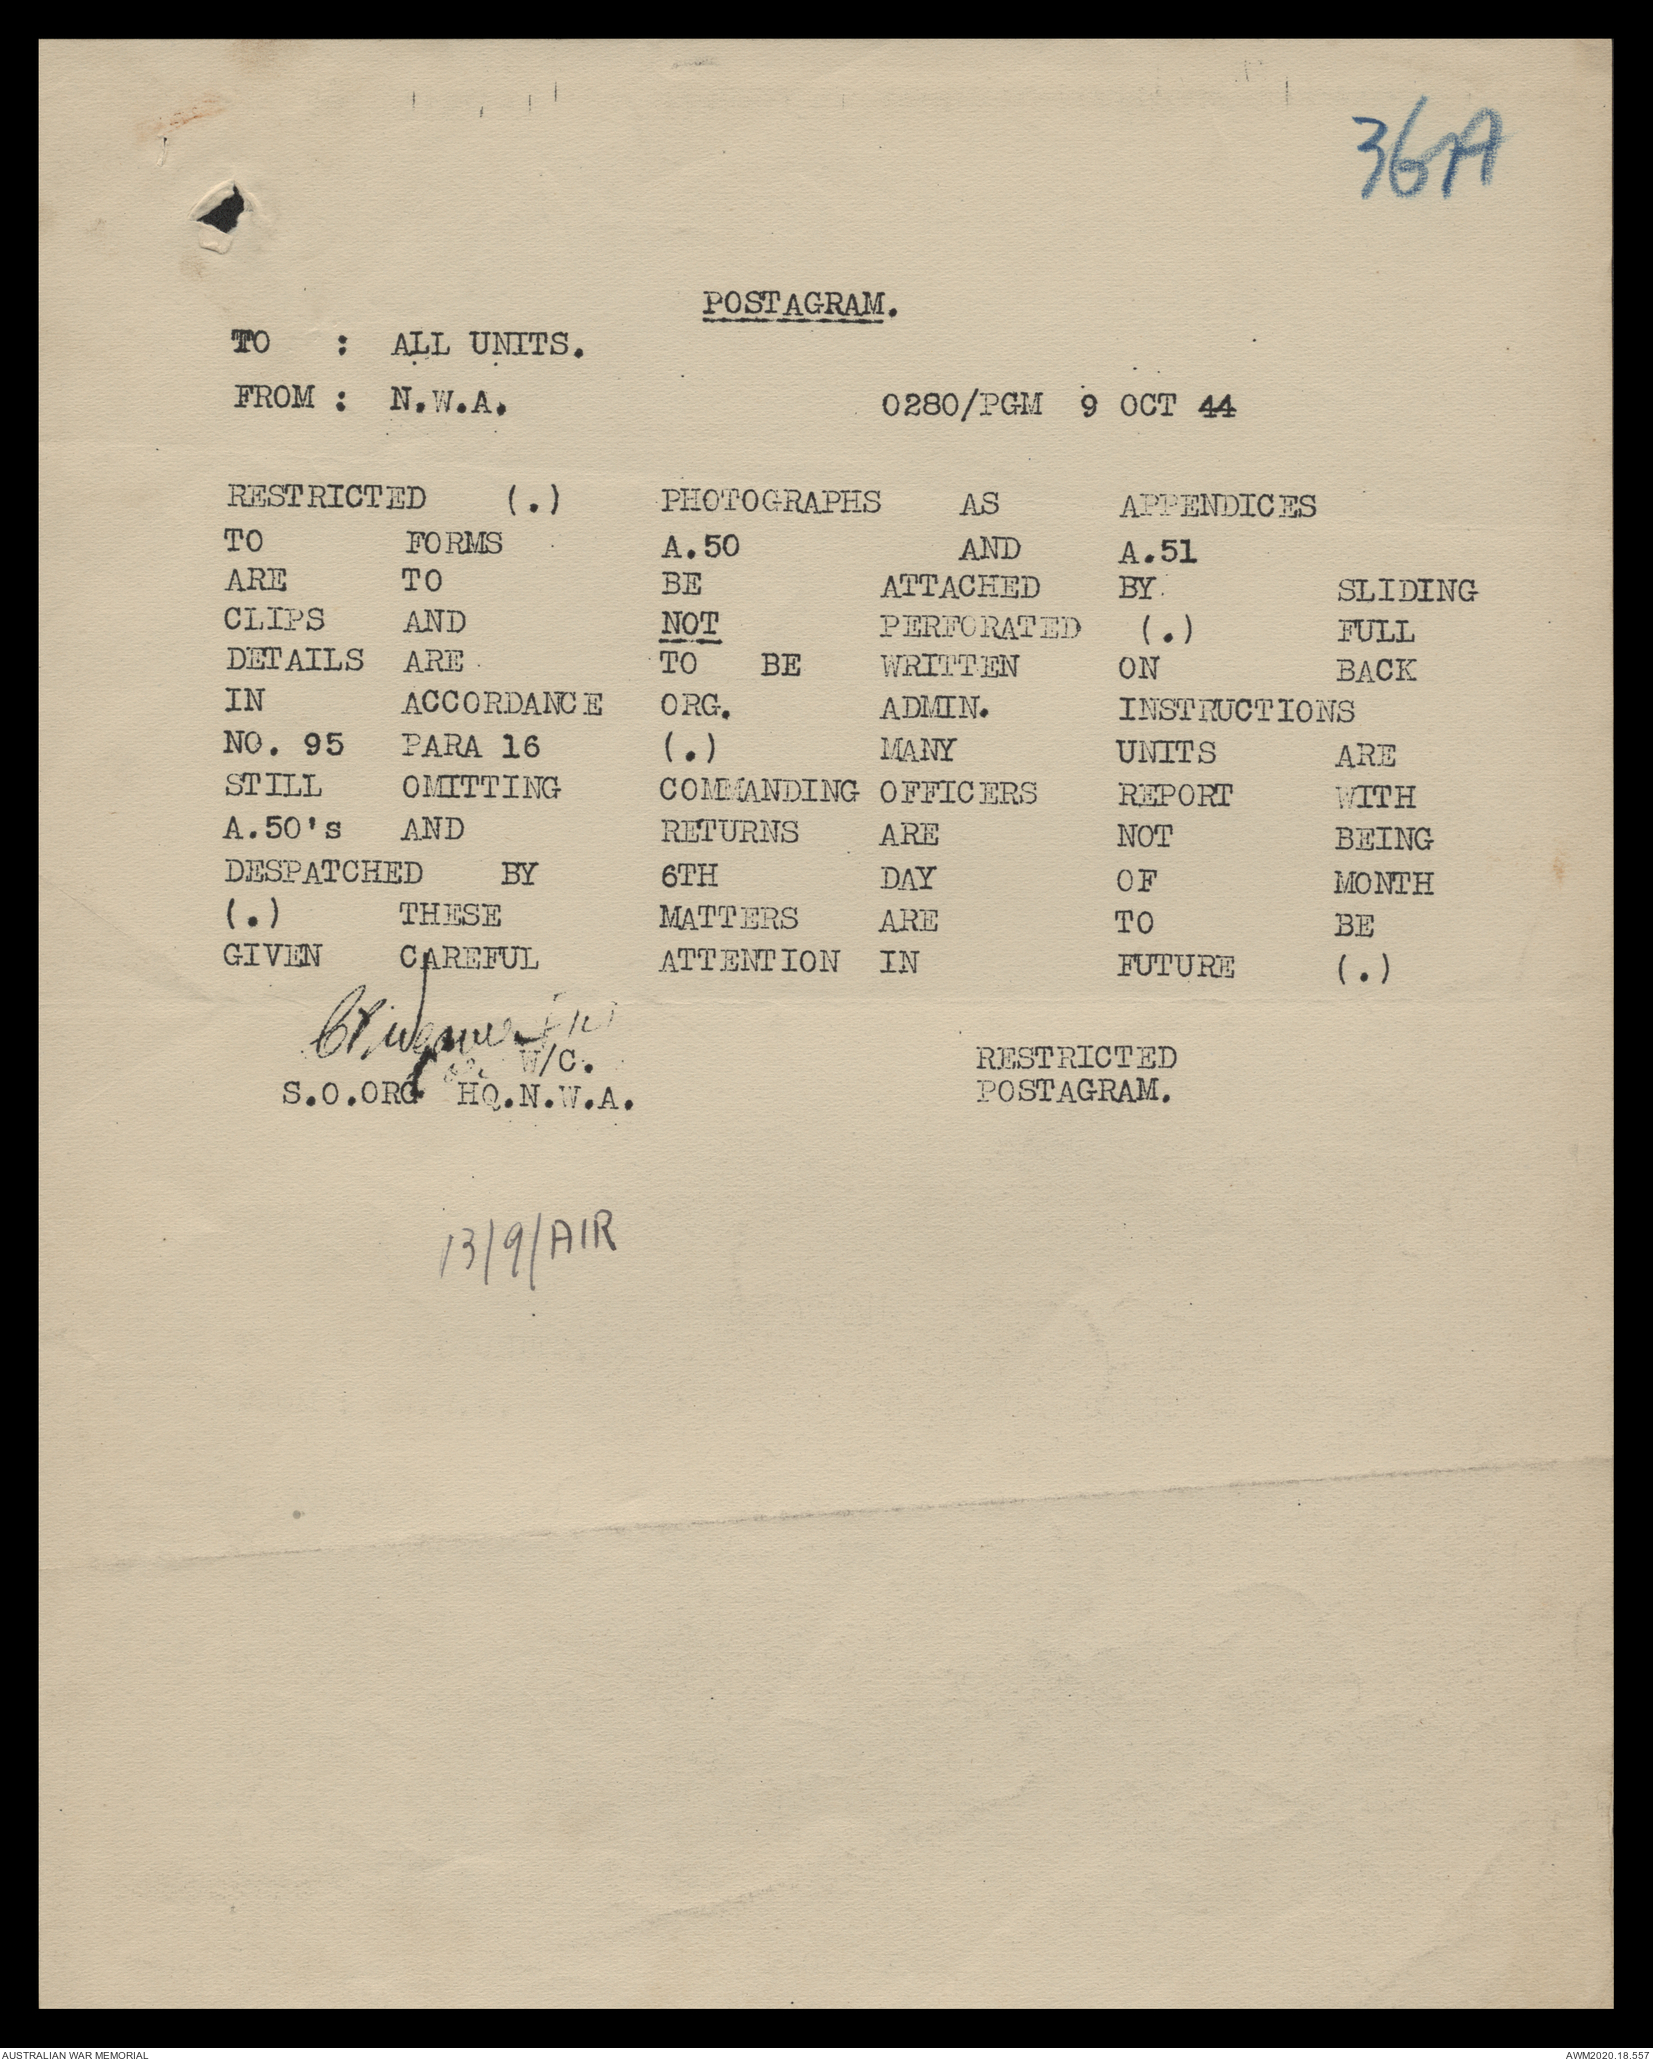 36A
POSTAGRAM.
TO : ALL UNITS.
FROM : N.W.A. 0280/PGM 9 OCT 44
RESTRICTED (.) PHOTOGRAPHS AS APPENDICES
TO FORMS A.50 AND A.51
ARE TO BE ATTACHED BY SLIDING
CLIPS AND NOT PERFORATED (.) FULL
DETAILS ARE TO BE WRITTEN ON BACK
IN ACCORDANCE ORG. ADMIN. INSTRUCTIONS
NO. 95 PARA 16 (.) MANY UNITS ARE
STILL OMITTING COMMANDING OFFICERS REPORT WITH
A.50's AND RETURNS ARE NOT BEING
DESPATCHED BY 6TH DAY OF MONTH
(.) THESE MATTERS ARE TO BE
GIVEN CAREFUL ATTENTION IN FUTURE (.)
W/C.
S.O.ORG HQ.N.W.A.
RESTRICTED
POSTAGRAM.
13/9/AIR
AUSTRALIAN WAR MEMORIAL AWM2020.18.557